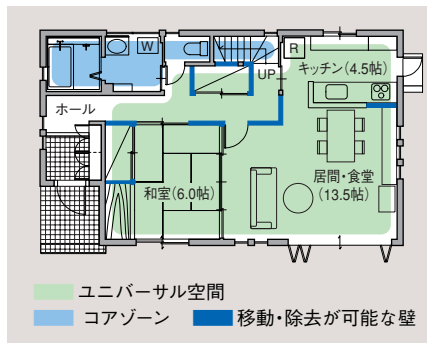 W
R
UP
キッチン(4.5帖)
ホール
和室(6.0帖)
居間・食堂
(13.5帖)
ユニバーサル空間
コアゾーン
移動・除去が可能な壁